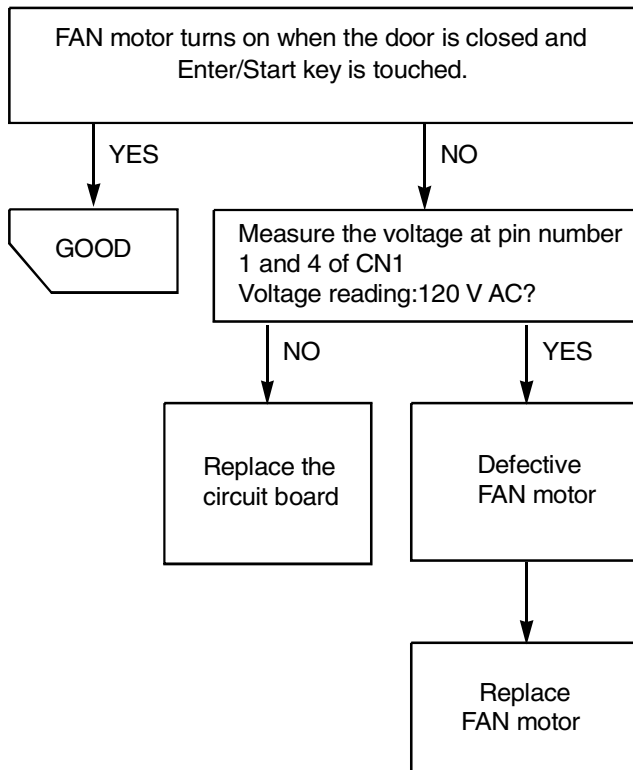 FAN motor turns on when the door is closed and
Enter/Start key is touched.
YES
NO
GOOD
Measure the voltage at pin number
1 and 4 of CN1
Voltage reading:120 V AC?
NO
YES
Replace the
circuit board
Defective
FAN motor
Replace
FAN motor